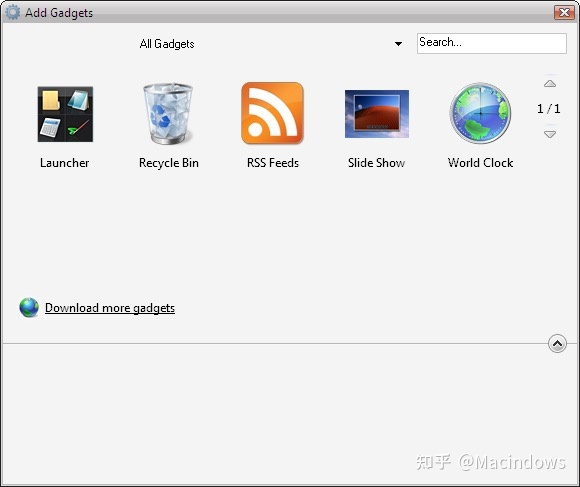 Add Gadgets
All Gadgets
Search...
1 / 1
Launcher
Recycle Bin
RSS Feeds
Slide Show
World Clock
Download more gadgets
知乎 @Macindows